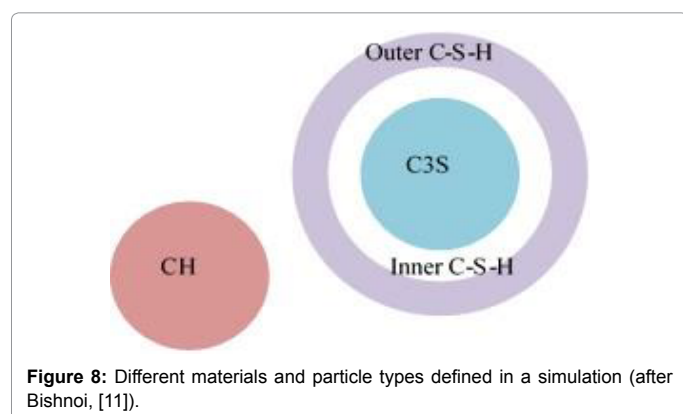 Outer C-S-H
C3S
CH
Inner C-S-H
Figure 8: Different materials and particle types defined in a simulation (after
Bishnoi, [11]).